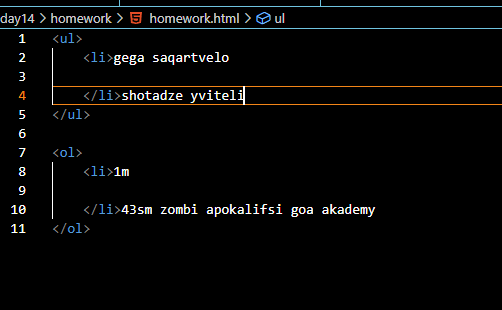 day14 > homework > homework.html > ul
1 <ul>
2 <li>gega saqartvelo
3
4 </li>shotadze yviteli
5 </ul>
6
7 <ol>
8 <li>1m
9
10 </li>43sm zombi apokalifsi goa akademy
11 </ol>